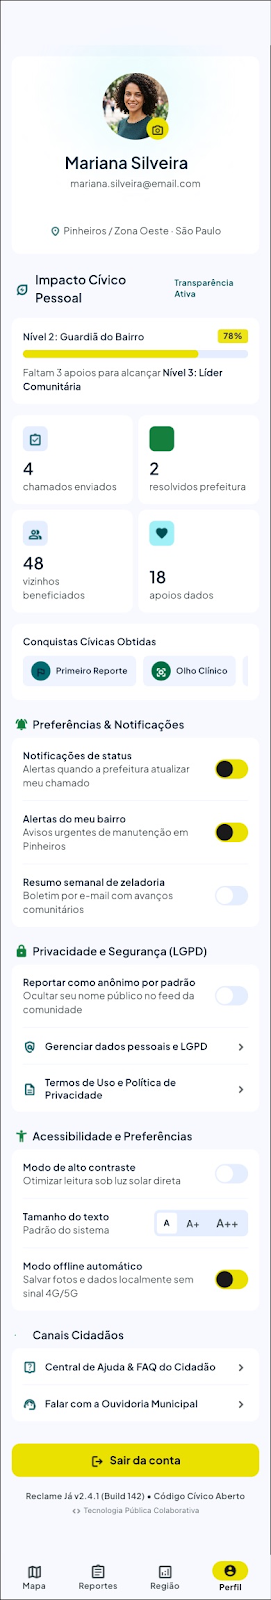 Mariana Silveira
mariana.silveira@email.com
Pinheiros / Zona Oeste · São Paulo
Impacto Cívico
Pessoal
Transparência
Ativa
Nível 2: Guardiã do Bairro
78%
Faltam 3 apoios para alcançar Nível 3: Líder
Comunitária
4
chamados enviados
2
resolvidos prefeitura
48
vizinhos
beneficiados
18
apoios dados
Conquistas Cívicas Obtidas
Primeiro Reporte
Olho Clínico
Preferências & Notificações
Notificações de status
Alertas quando a prefeitura atualizar
meu chamado
Alertas do meu bairro
Avisos urgentes de manutenção em
Pinheiros
Resumo semanal de zeladoria
Boletim por e-mail com avanços
comunitários
Privacidade e Segurança (LGPD)
Reportar como anônimo por padrão
Ocultar seu nome público no feed da
comunidade
Gerenciar dados pessoais e LGPD
Termos de Uso e Política de
Privacidade
Acessibilidade e Preferências
Modo de alto contraste
Otimizar leitura sob luz solar direta
Tamanho do texto
Padrão do sistema
A A+ A++
Modo offline automático
Salvar fotos e dados localmente sem
sinal 4G/5G
Canais Cidadãos
Central de Ajuda & FAQ do Cidadão
Falar com a Ouvidoria Municipal
Sair da conta
Reclame Já v2.4.1 (Build 142) • Código Cívico Aberto
Tecnologia Pública Colaborativa
Mapa
Reportes
Região
Perfil